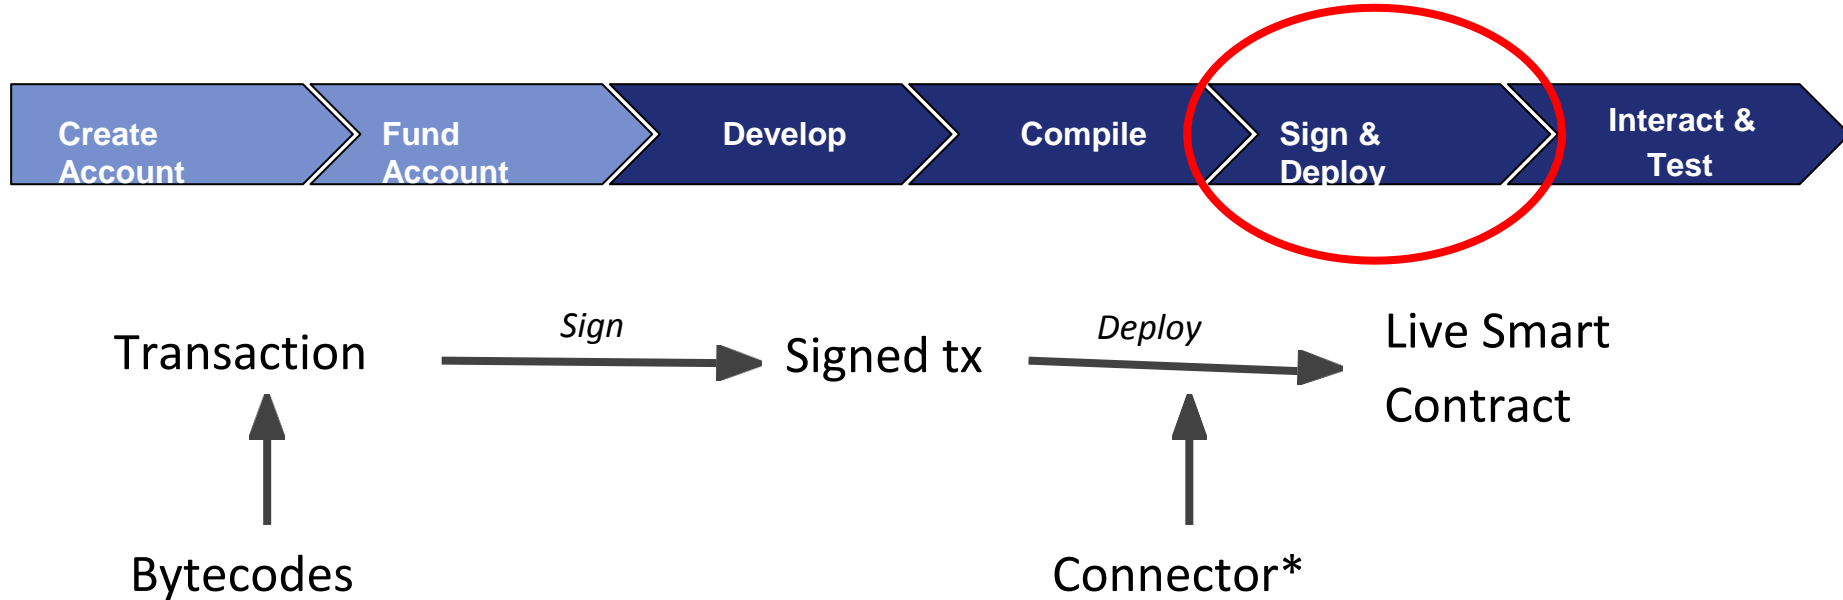 Create
Account
Fund
Account
Develop
Compile
Sign &
Deploy
Interact &
Test
Sign
Deploy
Transaction
Signed tx
Live Smart
Contract
Bytecodes
Connector*